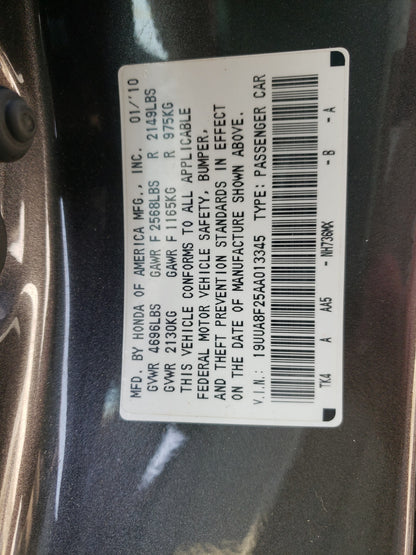 MFD. BY HONDA OF AMERICA MFG., INC. 01/'10
GVWR 4696LBS GAWR F 2568LBS R 2149LBS
GVWR 2130KG GAWR F 1165KG R 975KG
THIS VEHICLE CONFORMS TO ALL APPLICABLE
FEDERAL MOTOR VEHICLE SAFETY, BUMPER,
AND THEFT PREVENTION STANDARDS IN EFFECT
ON THE DATE OF MANUFACTURE SHOWN ABOVE.
V.I.N.: 19UUA8F25AA013345 TYPE: PASSENGER CAR
TK4 A AA5 - NH736MX - B - A